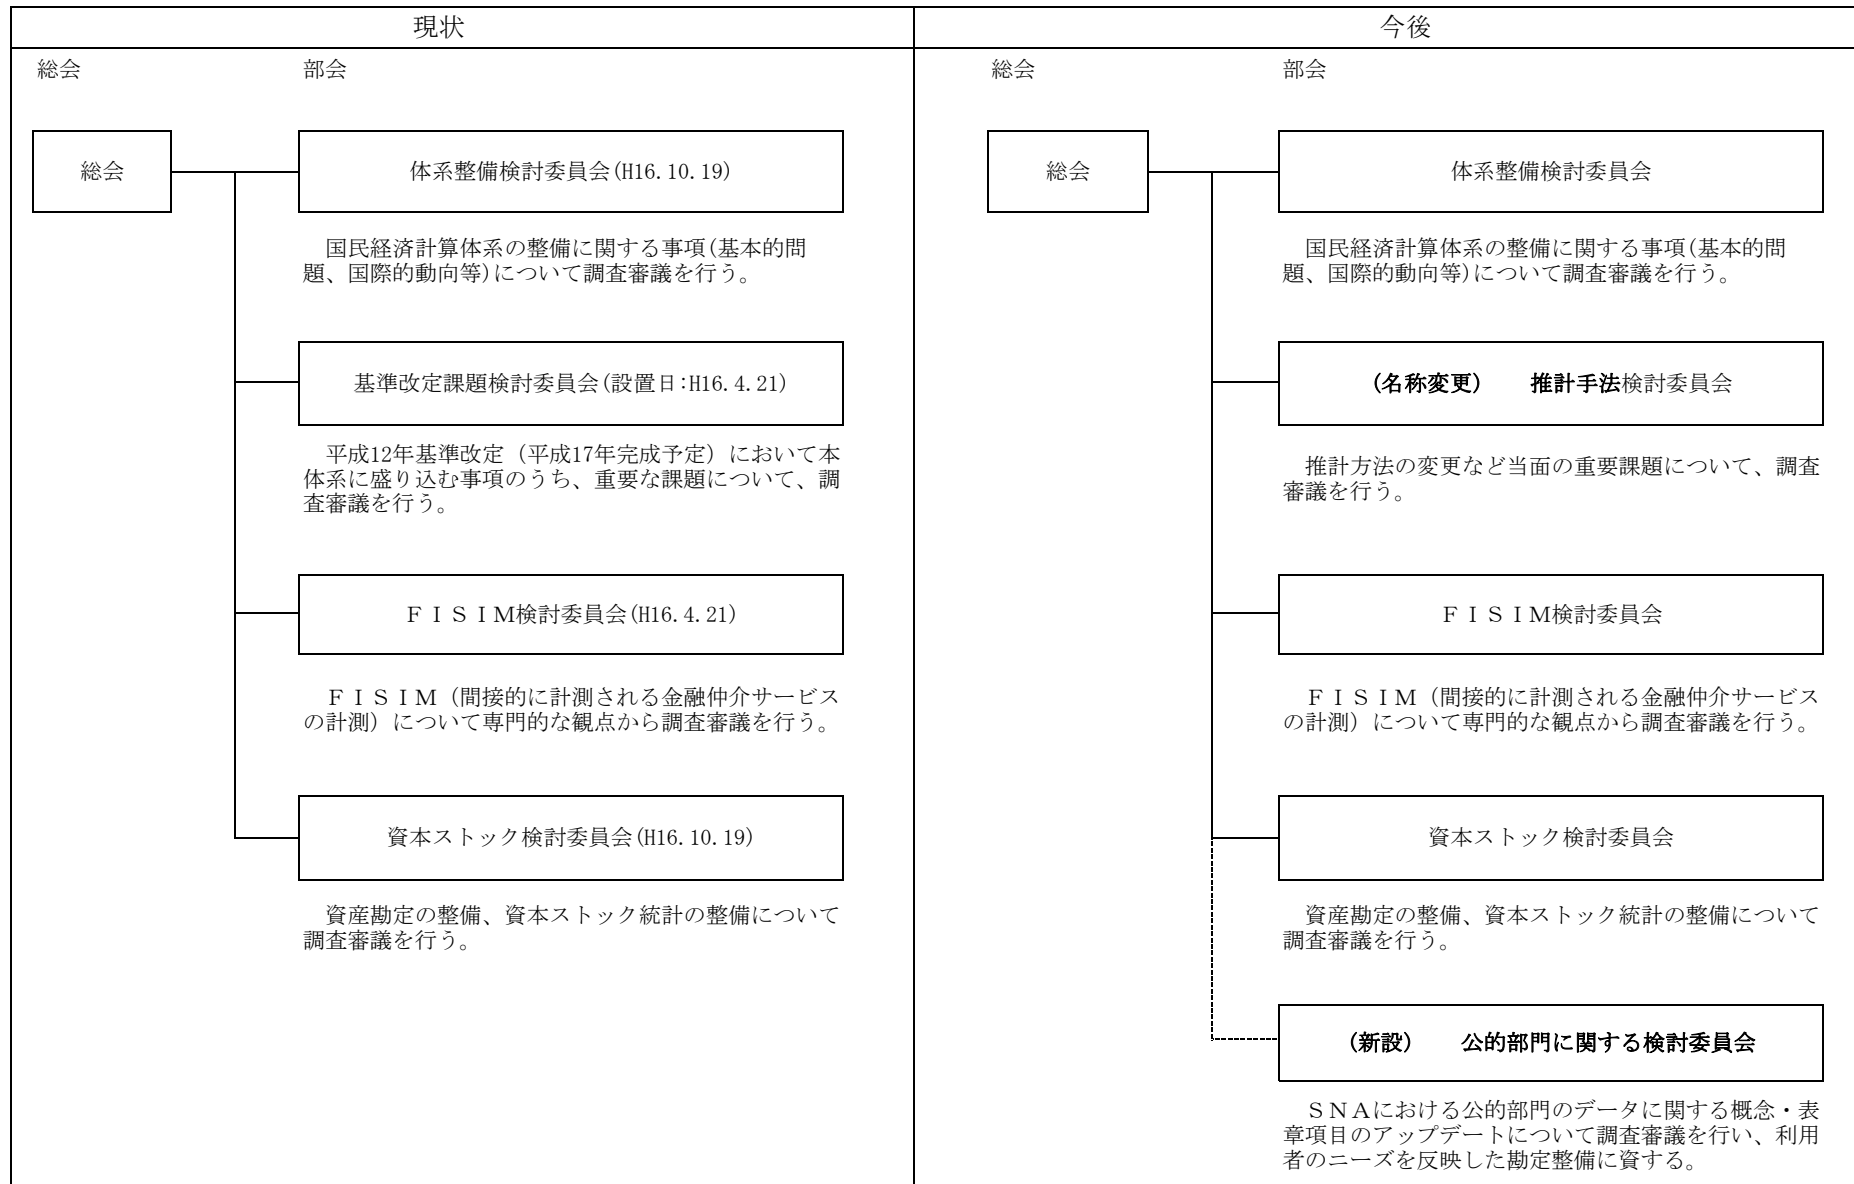 現状
総会
部会
総会
体系整備検討委員会(H16.10.19)
国民経済計算体系の整備に関する事項(基本的問
題、国際的動向等)について調査審議を行う。
基準改定課題検討委員会(設置日:H16.4.21)
平成12年基準改定（平成17年完成予定）において本
体系に盛り込む事項のうち、重要な課題について、調
査審議を行う。
ＦＩＳＩＭ検討委員会(H16.4.21)
ＦＩＳＩＭ（間接的に計測される金融仲介サービス
の計測）について専門的な観点から調査審議を行う。
資本ストック検討委員会(H16.10.19)
資産勘定の整備、資本ストック統計の整備について
調査審議を行う。
今後
総会
部会
総会
体系整備検討委員会
国民経済計算体系の整備に関する事項(基本的問
題、国際的動向等)について調査審議を行う。
(名称変更)　　推計手法検討委員会
推計方法の変更など当面の重要課題について、調査
審議を行う。
ＦＩＳＩＭ検討委員会
ＦＩＳＩＭ（間接的に計測される金融仲介サービス
の計測）について専門的な観点から調査審議を行う。
資本ストック検討委員会
資産勘定の整備、資本ストック統計の整備について
調査審議を行う。
(新設)　　公的部門に関する検討委員会
ＳＮＡにおける公的部門のデータに関する概念・表
章項目のアップデートについて調査審議を行い、利用
者のニーズを反映した勘定整備に資する。